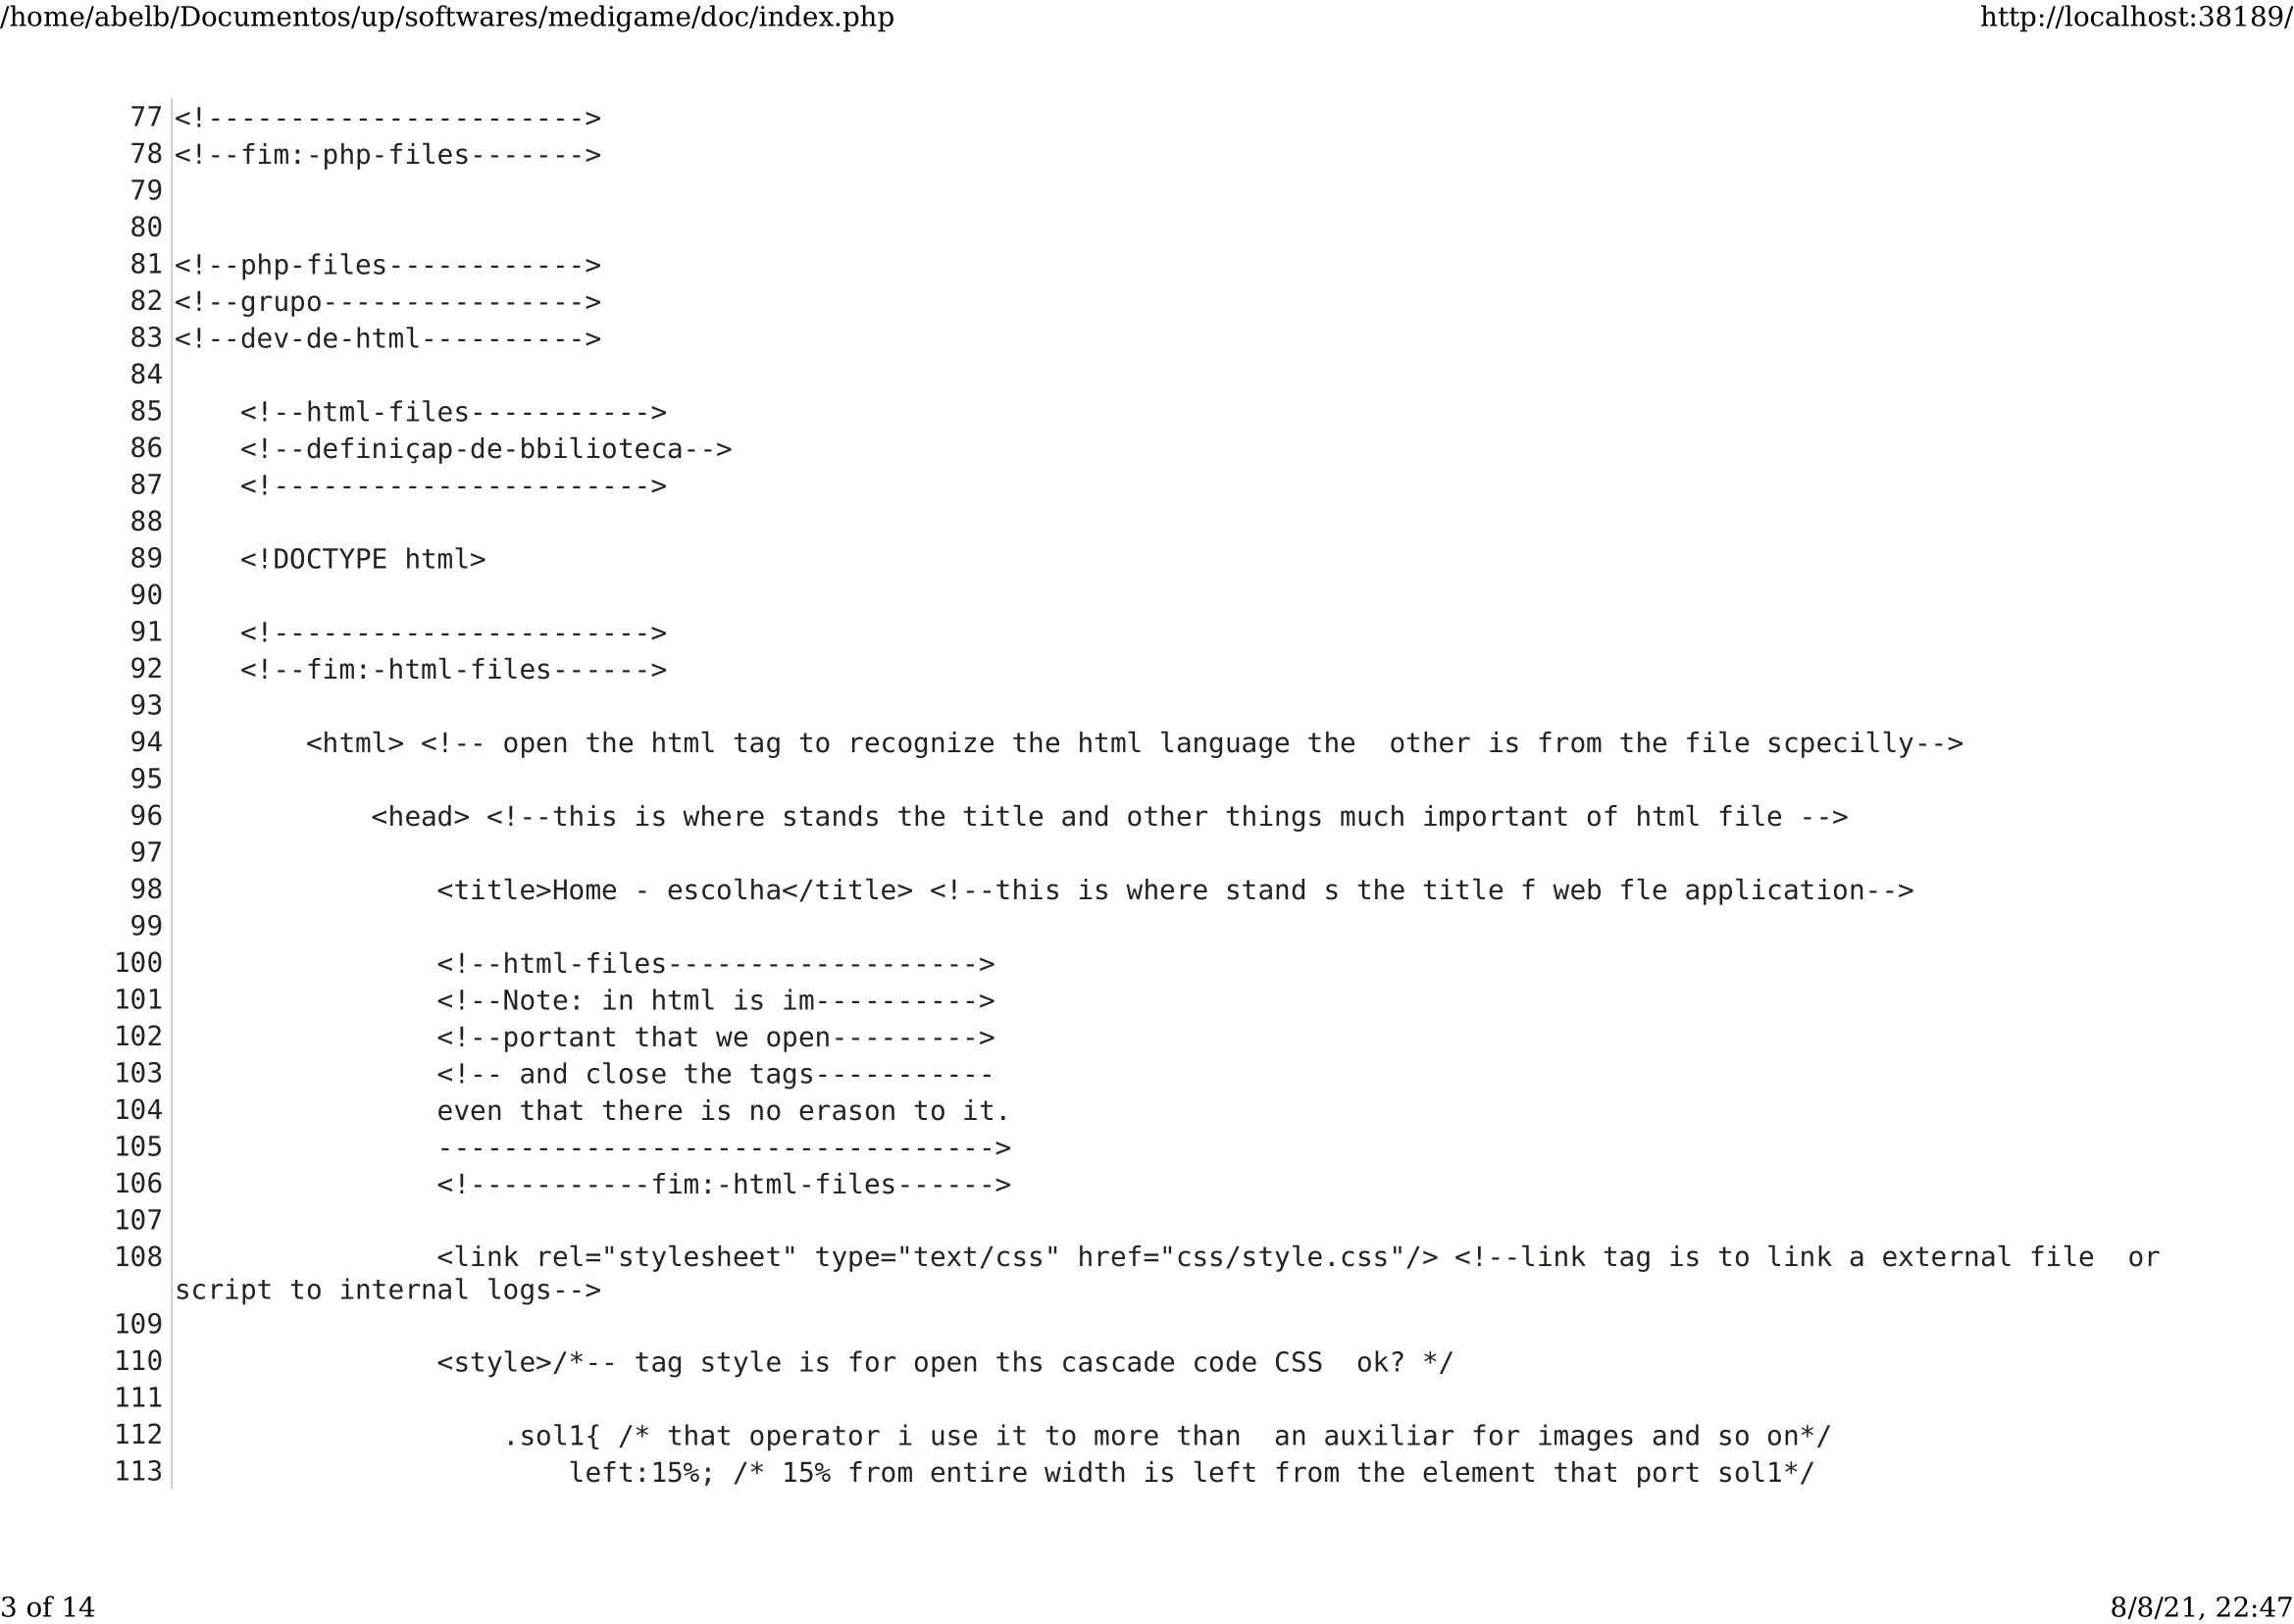 /home/abelb/Documentos/up/softwares/medigame/doc/index.php http://localhost:38189/
77 <!----------------------->
78 <!--fim:-php-files------->
79
80
81 <!--php-files------------>
82 <!--grupo---------------->
83 <!--dev-de-html---------->
84
85     <!--html-files----------->
86     <!--definiçap-de-bbilioteca-->
87     <!----------------------->
88
89     <!DOCTYPE html>
90
91     <!----------------------->
92     <!--fim:-html-files------>
93
94         <html> <!-- open the html tag to recognize the html language the  other is from the file scpecilly-->
95
96             <head> <!--this is where stands the title and other things much important of html file -->
97
98                 <title>Home - escolha</title> <!--this is where stand s the title f web fle application-->
99
100                 <!--html-files------------------->
101                 <!--Note: in html is im---------->
102                 <!--portant that we open--------->
103                 <!-- and close the tags-----------
104                 even that there is no erason to it.
105                 ---------------------------------->
106                 <!-----------fim:-html-files------>
107
108                 <link rel="stylesheet" type="text/css" href="css/style.css"/> <!--link tag is to link a external file  or
script to internal logs-->
109
110                 <style>/*-- tag style is for open ths cascade code CSS  ok? */
111
112                     .sol1{ /* that operator i use it to more than  an auxiliar for images and so on*/
113                         left:15%; /* 15% from entire width is left from the element that port sol1*/
3 of 14 8/8/21, 22:47